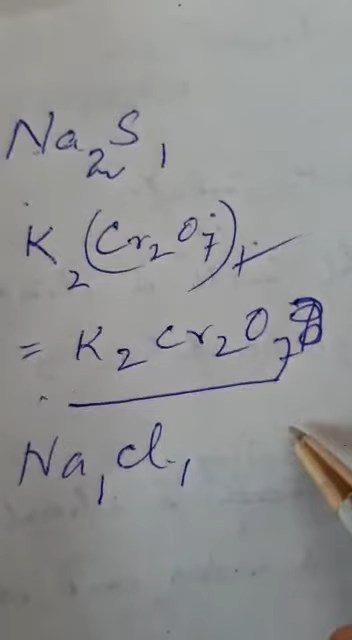 Na₂S₁
K₂(Cr₂O₇)₁
= K₂Cr₂O₇
Na₁Cl₁